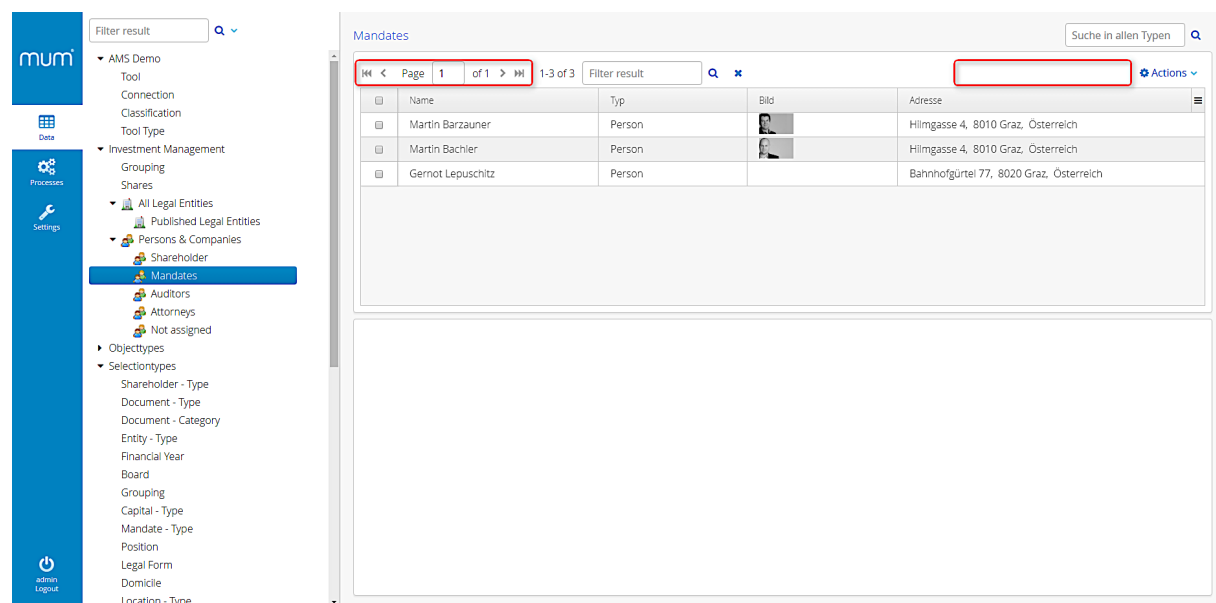 mum
Data
Processes
Settings
admin
Logout
Filter result
AMS Demo
Tool
Connection
Classification
Tool Type
Investment Management
Grouping
Shares
All Legal Entities
Published Legal Entities
Persons & Companies
Shareholder
Mandates
Auditors
Attorneys
Not assigned
Objecttypes
Selectiontypes
Shareholder - Type
Document - Type
Document - Category
Entity - Type
Financial Year
Board
Grouping
Capital - Type
Mandate - Type
Position
Legal Form
Domicile
Location - Type
Mandates
Suche in allen Typen
Page 1 of 1 1-3 of 3 Filter result Actions
Name Typ Bild Adresse
Martin Barzauner Person Hilmgasse 4, 8010 Graz, Österreich
Martin Bachler Person Hilmgasse 4, 8010 Graz, Österreich
Gernot Lepuschitz Person Bahnhofgürtel 77, 8020 Graz, Österreich